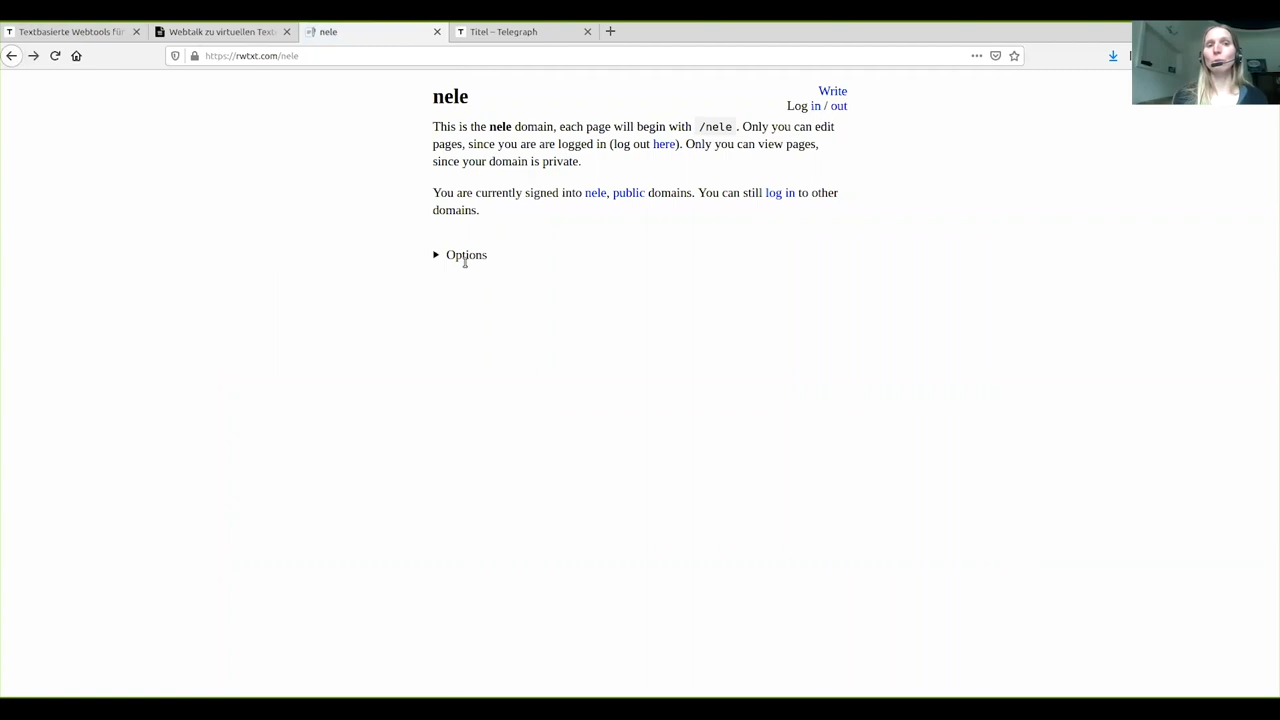 Textbasierte Webtools für
Webtalk zu virtuellen Text
nele
Titel – Telegraph
https://rwtxt.com/nele
nele
Write
Log in / out
This is the nele domain, each page will begin with /nele . Only you can edit
pages, since you are are logged in (log out here). Only you can view pages,
since your domain is private.
You are currently signed into nele, public domains. You can still log in to other
domains.
Options